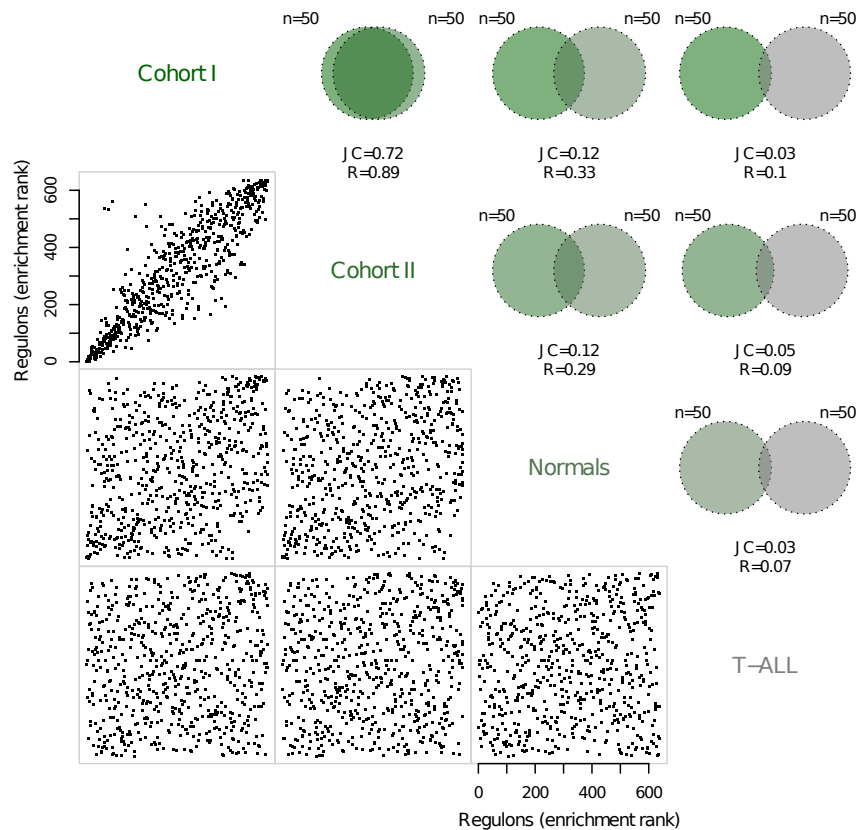 n=50 n=50 n=50 n=50 n=50 n=50
Cohort I
JC=0.72 JC=0.12 JC=0.03
R=0.89 R=0.33 R=0.1
Regulons (enrichment rank)
600
400
200
0
n=50 n=50 n=50 n=50
Cohort II
JC=0.12 JC=0.05
R=0.29 R=0.09
n=50 n=50
Normals
JC=0.03
R=0.07
T−ALL
0 200 400 600
Regulons (enrichment rank)